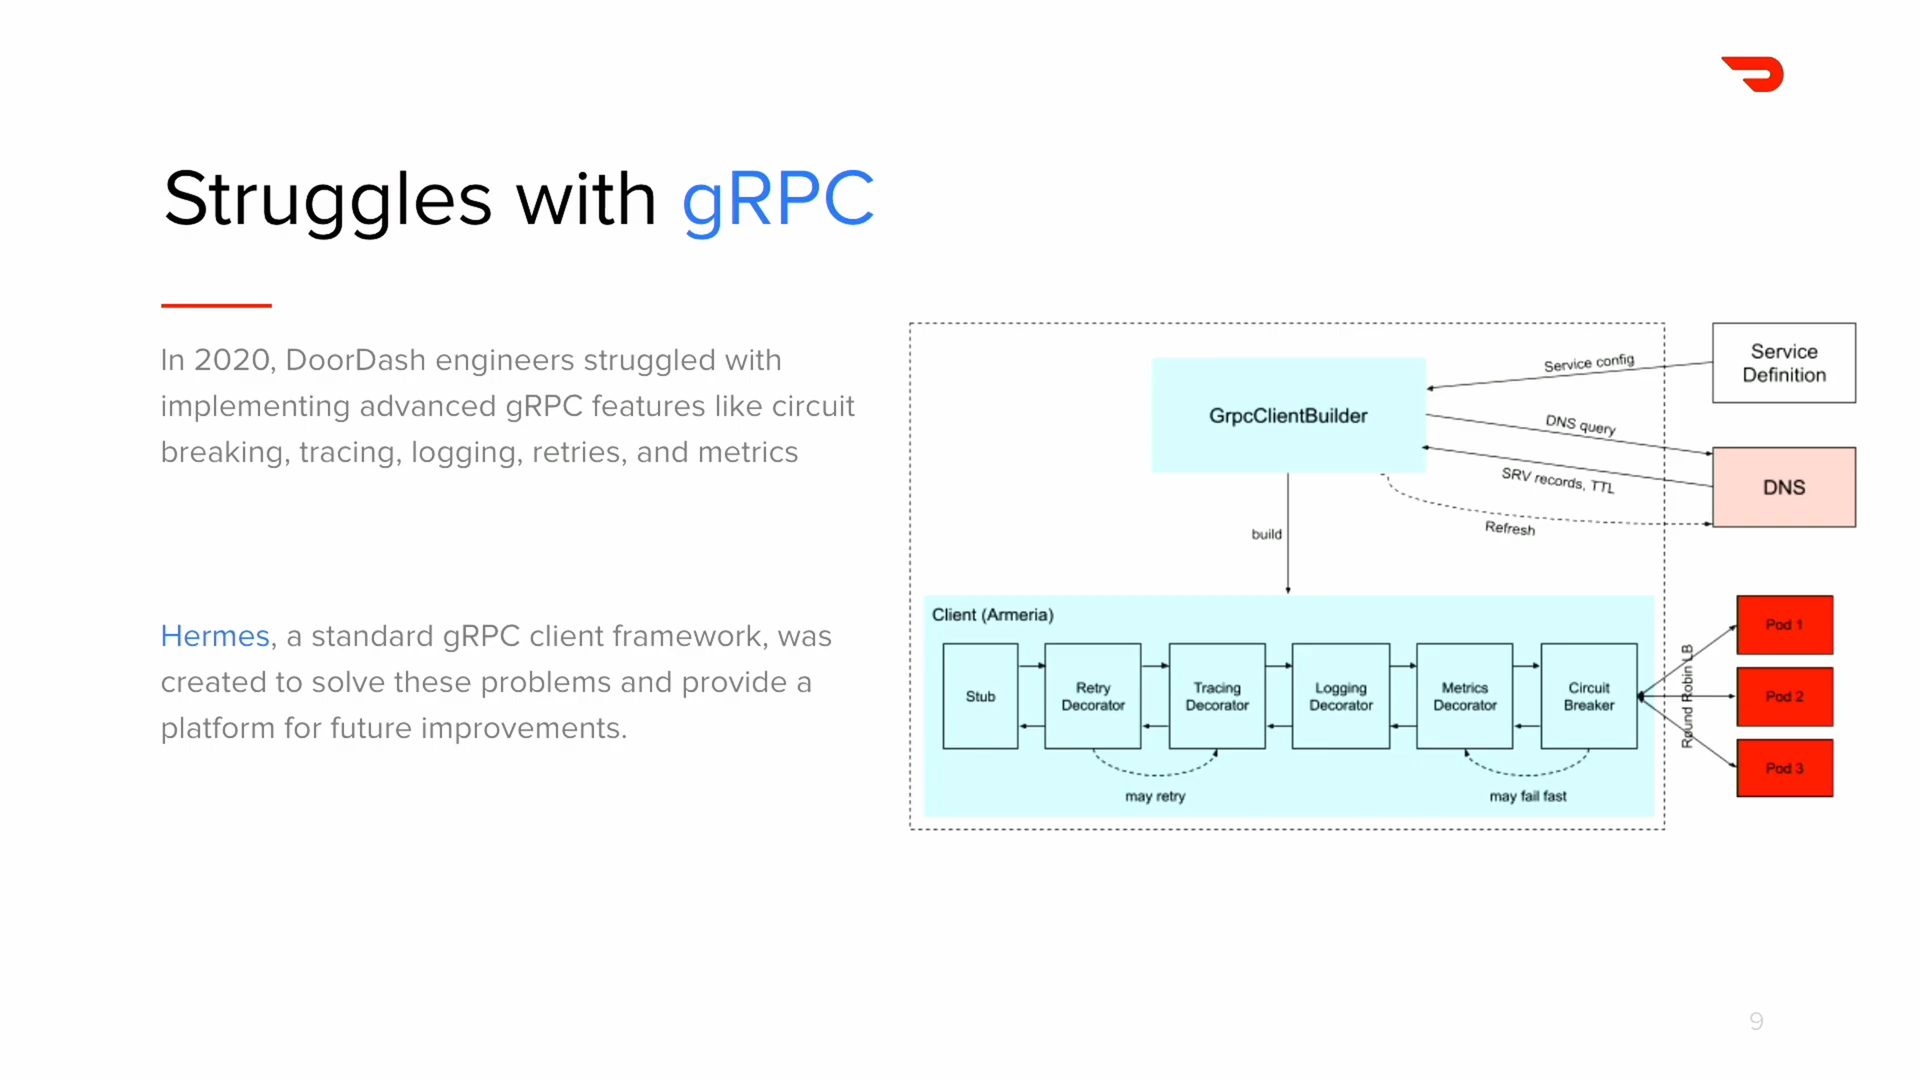 Struggles with gRPC
In 2020, DoorDash engineers struggled with
implementing advanced gRPC features like circuit
breaking, tracing, logging, retries, and metrics
Hermes, a standard gRPC client framework, was
created to solve these problems and provide a
platform for future improvements.
GrpcClientBuilder
Service config
Service
Definition
DNS query
SRV records, TTL
DNS
Refresh
build
Client (Armeria)
Stub
Retry
Decorator
Tracing
Decorator
Logging
Decorator
Metrics
Decorator
Circuit
Breaker
may retry
may fail fast
Round Robin LB
Pod 1
Pod 2
Pod 3
9